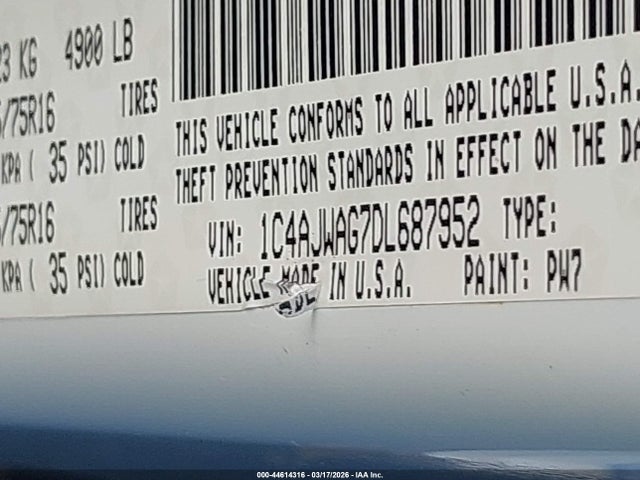 23 KG 4900 LB
/75R16 TIRES
KPA ( 35 PSI) COLD
/75R16 TIRES
KPA ( 35 PSI) COLD
THIS VEHICLE CONFORMS TO ALL APPLICABLE U.S.A.
THEFT PREVENTION STANDARDS IN EFFECT ON THE DA
VIN: 1C4AJWAG7DL687952 TYPE:
VEHICLE MADE IN U.S.A. PAINT: PW7
000-44614316 - 03/17/2026 - IAA Inc.